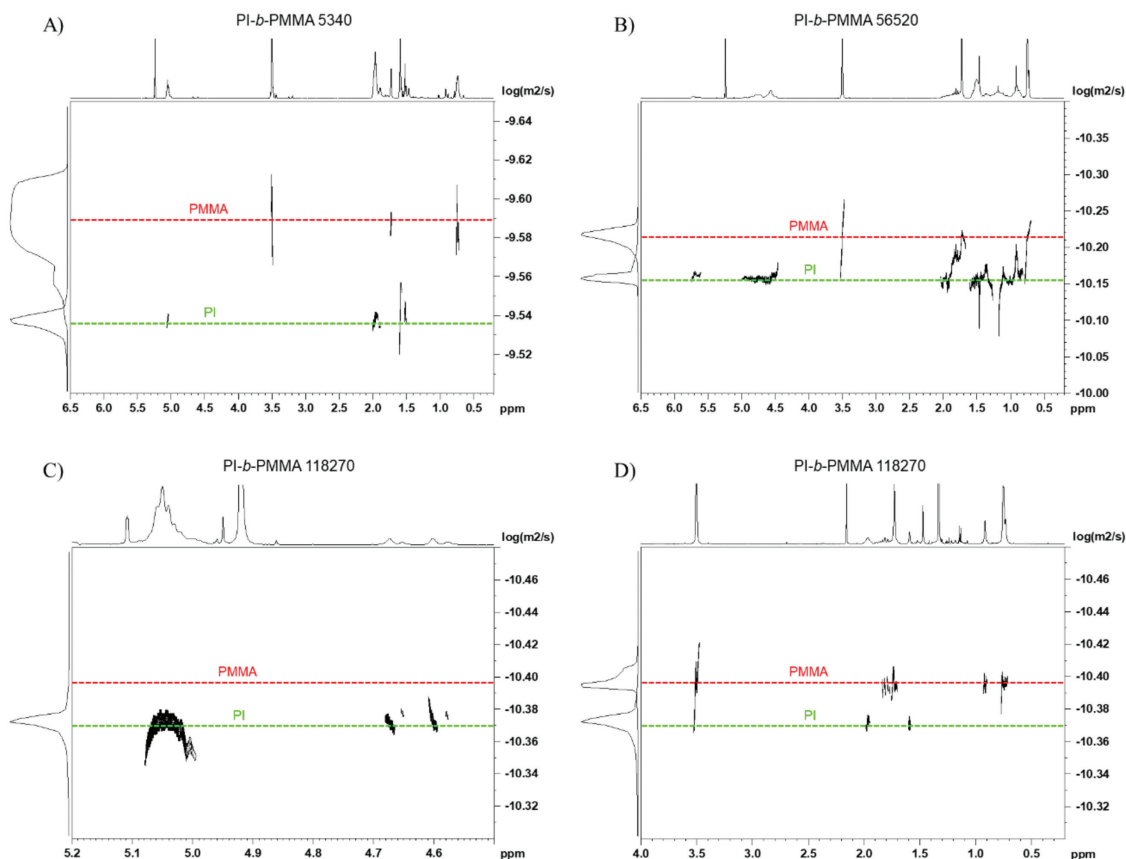 A)
PI-b-PMMA 5340
log(m2/s)
-9.64
-9.62
-9.60
-9.58
-9.56
-9.54
-9.52
PMMA
PI
6.5 6.0 5.5 5.0 4.5 4.0 3.5 3.0 2.5 2.0 1.5 1.0 0.5 ppm
B)
PI-b-PMMA 56520
log(m2/s)
-10.35
-10.30
-10.25
-10.20
-10.15
-10.10
-10.05
-10.00
PMMA
PI
6.5 6.0 5.5 5.0 4.5 4.0 3.5 3.0 2.5 2.0 1.5 1.0 0.5 ppm
C)
PI-b-PMMA 118270
log(m2/s)
-10.46
-10.44
-10.42
-10.40
-10.38
-10.36
-10.34
-10.32
PMMA
PI
5.2 5.1 5.0 4.9 4.8 4.7 4.6 ppm
D)
PI-b-PMMA 118270
log(m2/s)
-10.46
-10.44
-10.42
-10.40
-10.38
-10.36
-10.34
-10.32
PMMA
PI
4.0 3.5 3.0 2.5 2.0 1.5 1.0 0.5 ppm